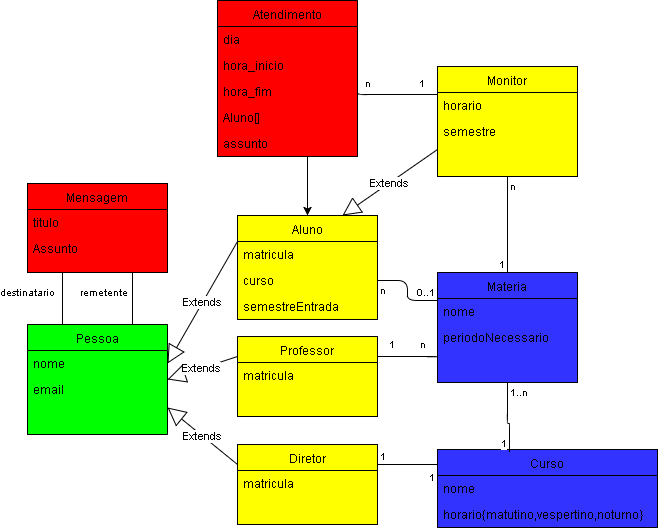 Atendimento
dia
hora_inicio
hora_fim
Aluno[]
assunto
n
1
Monitor
horario
semestre
Extends
n
1
Mensagem
titulo
Assunto
destinatario
remetente
Aluno
matricula
curso
semestreEntrada
n
0..1
Materia
nome
periodoNecessario
Extends
Pessoa
nome
email
Extends
Professor
matricula
1
n
1..n
1
Extends
Diretor
matricula
1
1
Curso
nome
horario{matutino,vespertino,noturno}